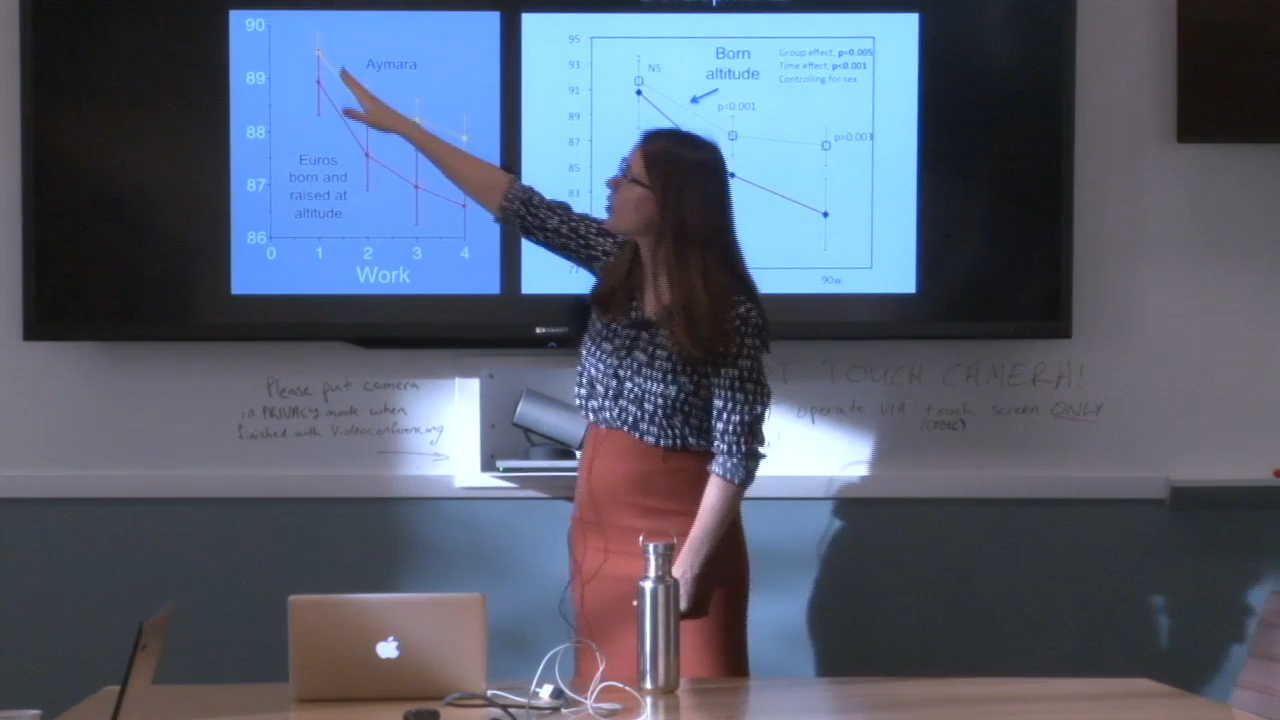 90
89
88
87
86
0 1 2 3 4
Work
Aymara
Euros
born and
raised at
altitude
95
93
91
89
87
85
83
77
90w
NS
Born
altitude
p=0.001
p=0.003
Group effect, p=0.005
Time effect, p<0.001
Controlling for sex
Please put camera
in PRIVACY mode when
finished with Videoconferencing
TOUCH CAMERA!
operate VIA touch screen ONLY